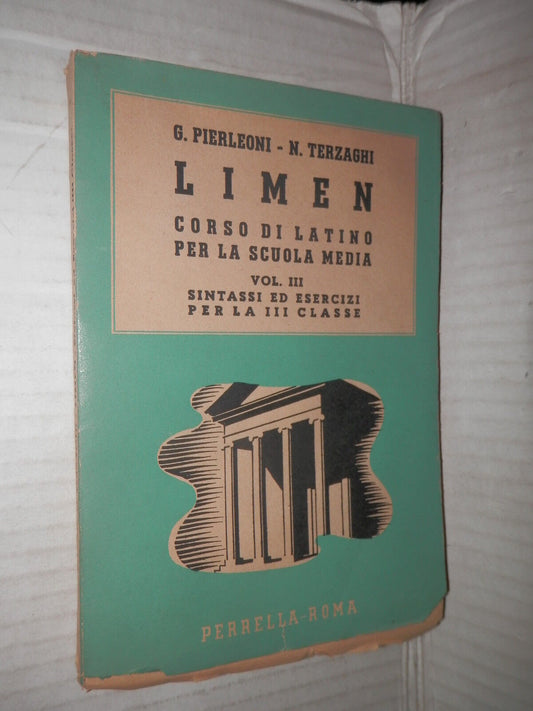 G. PIERLEONI - N. TERZAGHI
LIMEN
CORSO DI LATINO
PER LA SCUOLA MEDIA
VOL. III
SINTASSI ED ESERCIZI
PER LA III CLASSE
PERRELLA-ROMA